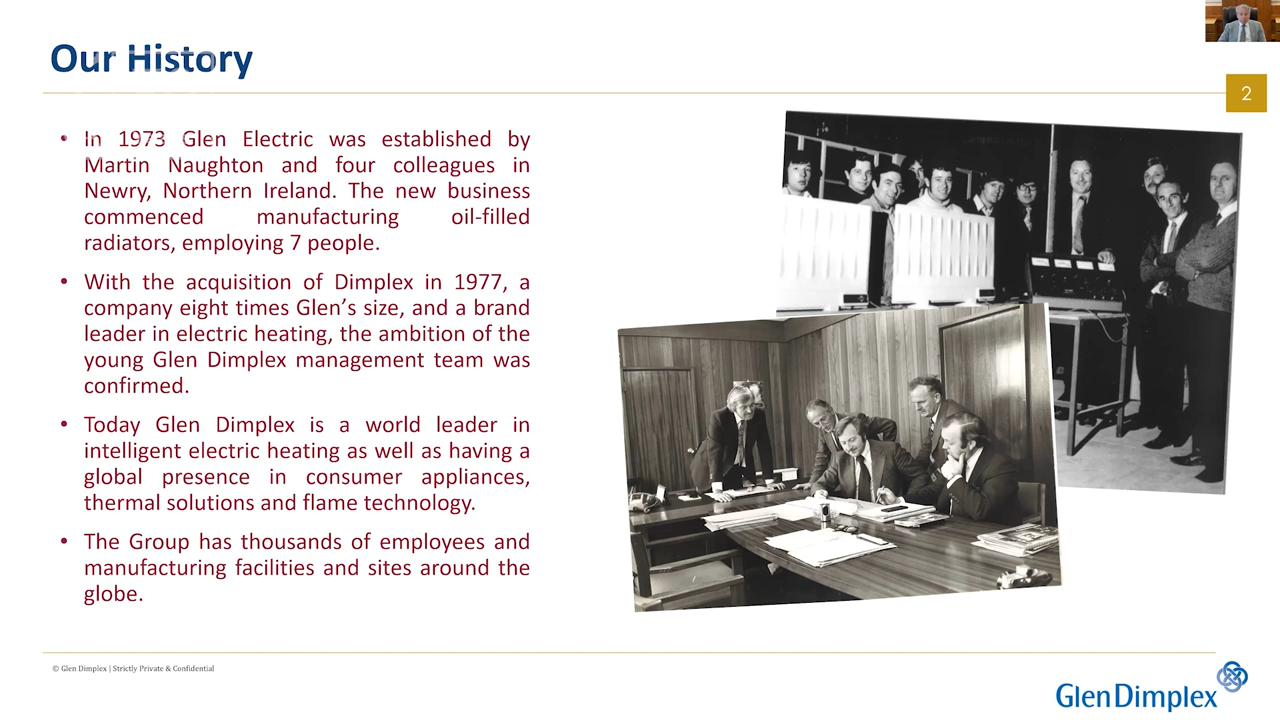 Our History
2
• In 1973 Glen Electric was established by
Martin Naughton and four colleagues in
Newry, Northern Ireland. The new business
commenced manufacturing oil-filled
radiators, employing 7 people.
• With the acquisition of Dimplex in 1977, a
company eight times Glen’s size, and a brand
leader in electric heating, the ambition of the
young Glen Dimplex management team was
confirmed.
• Today Glen Dimplex is a world leader in
intelligent electric heating as well as having a
global presence in consumer appliances,
thermal solutions and flame technology.
• The Group has thousands of employees and
manufacturing facilities and sites around the
globe.
© Glen Dimplex | Strictly Private & Confidential
Glen Dimplex